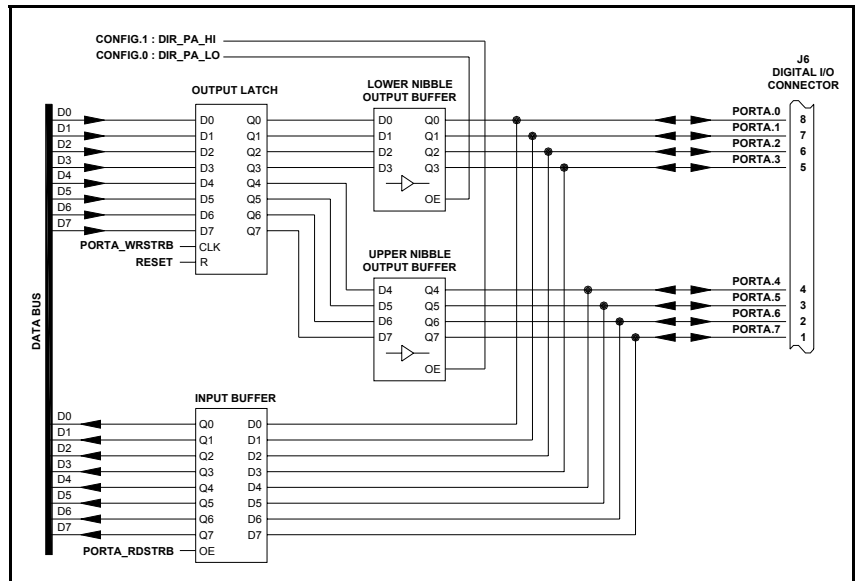 CONFIG.1 : DIR_PA_HI
CONFIG.0 : DIR_PA_LO
J6
DIGITAL I/O
CONNECTOR
OUTPUT LATCH
LOWER NIBBLE
OUTPUT BUFFER
D0
D1
D2
D3
D4
D5
D6
D7
D0 Q0
D1 Q1
D2 Q2
D3 Q3
D4 Q4
D5 Q5
D6 Q6
D7 Q7
PORTA_WRSTRB CLK
RESET R
D0 Q0
D1 Q1
D2 Q2
D3 Q3
OE
PORTA.0 8
PORTA.1 7
PORTA.2 6
PORTA.3 5
UPPER NIBBLE
OUTPUT BUFFER
D4 Q4
D5 Q5
D6 Q6
D7 Q7
OE
PORTA.4 4
PORTA.5 3
PORTA.6 2
PORTA.7 1
DATA BUS
INPUT BUFFER
D0
D1
D2
D3
D4
D5
D6
D7
Q0 D0
Q1 D1
Q2 D2
Q3 D3
Q4 D4
Q5 D5
Q6 D6
Q7 D7
PORTA_RDSTRB OE